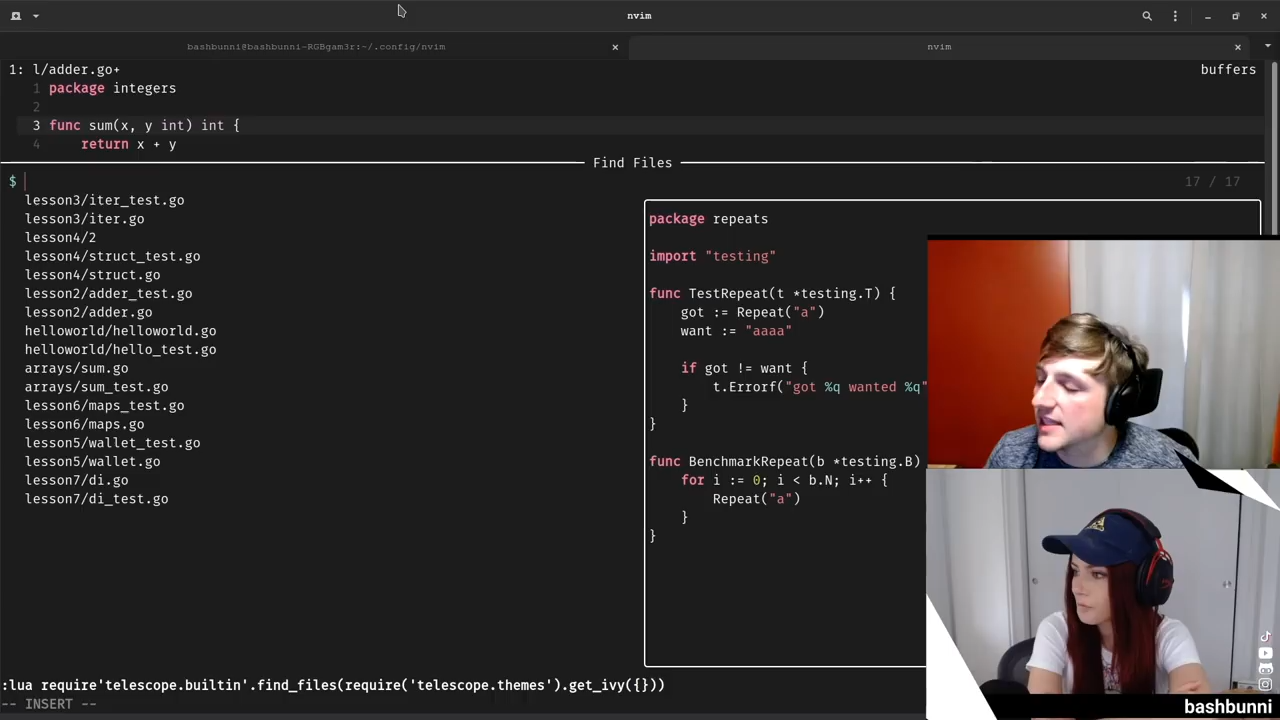 nvim
bashbunni@bashbunni-RGBgam3r:~/.config/nvim
nvim
1: l/adder.go+
buffers
1 package integers
2
3 func sum(x, y int) int {
4 return x + y
Find Files
$
17 / 17
lesson3/iter_test.go
lesson3/iter.go
lesson4/2
lesson4/struct_test.go
lesson4/struct.go
lesson2/adder_test.go
lesson2/adder.go
helloworld/helloworld.go
helloworld/hello_test.go
arrays/sum.go
arrays/sum_test.go
lesson6/maps_test.go
lesson6/maps.go
lesson5/wallet_test.go
lesson5/wallet.go
lesson7/di.go
lesson7/di_test.go
package repeats
import "testing"
func TestRepeat(t *testing.T) {
got := Repeat("a")
want := "aaaa"
if got != want {
t.Errorf("got %q wanted %q"
}
}
func BenchmarkRepeat(b *testing.B)
for i := 0; i < b.N; i++ {
Repeat("a")
}
}
:lua require'telescope.builtin'.find_files(require('telescope.themes').get_ivy({}))
-- INSERT --
bashbunni